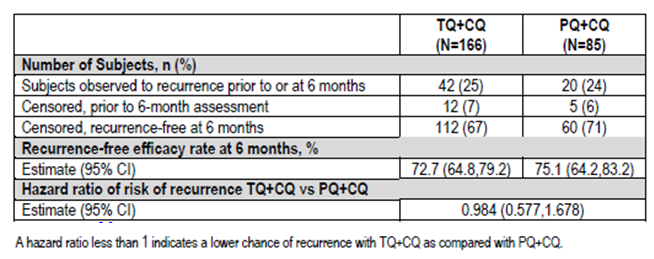 TQ+CQ PQ+CQ
(N=166) (N=85)
Number of Subjects, n (%)
Subjects observed to recurrence prior to or at 6 months 42 (25) 20 (24)
Censored, prior to 6-month assessment 12 (7) 5 (6)
Censored, recurrence-free at 6 months 112 (67) 60 (71)
Recurrence-free efficacy rate at 6 months, %
Estimate (95% CI) 72.7 (64.8,79.2) 75.1 (64.2,83.2)
Hazard ratio of risk of recurrence TQ+CQ vs PQ+CQ
Estimate (95% CI) 0.984 (0.577,1.678)
A hazard ratio less than 1 indicates a lower chance of recurrence with TQ+CQ as compared with PQ+CQ.